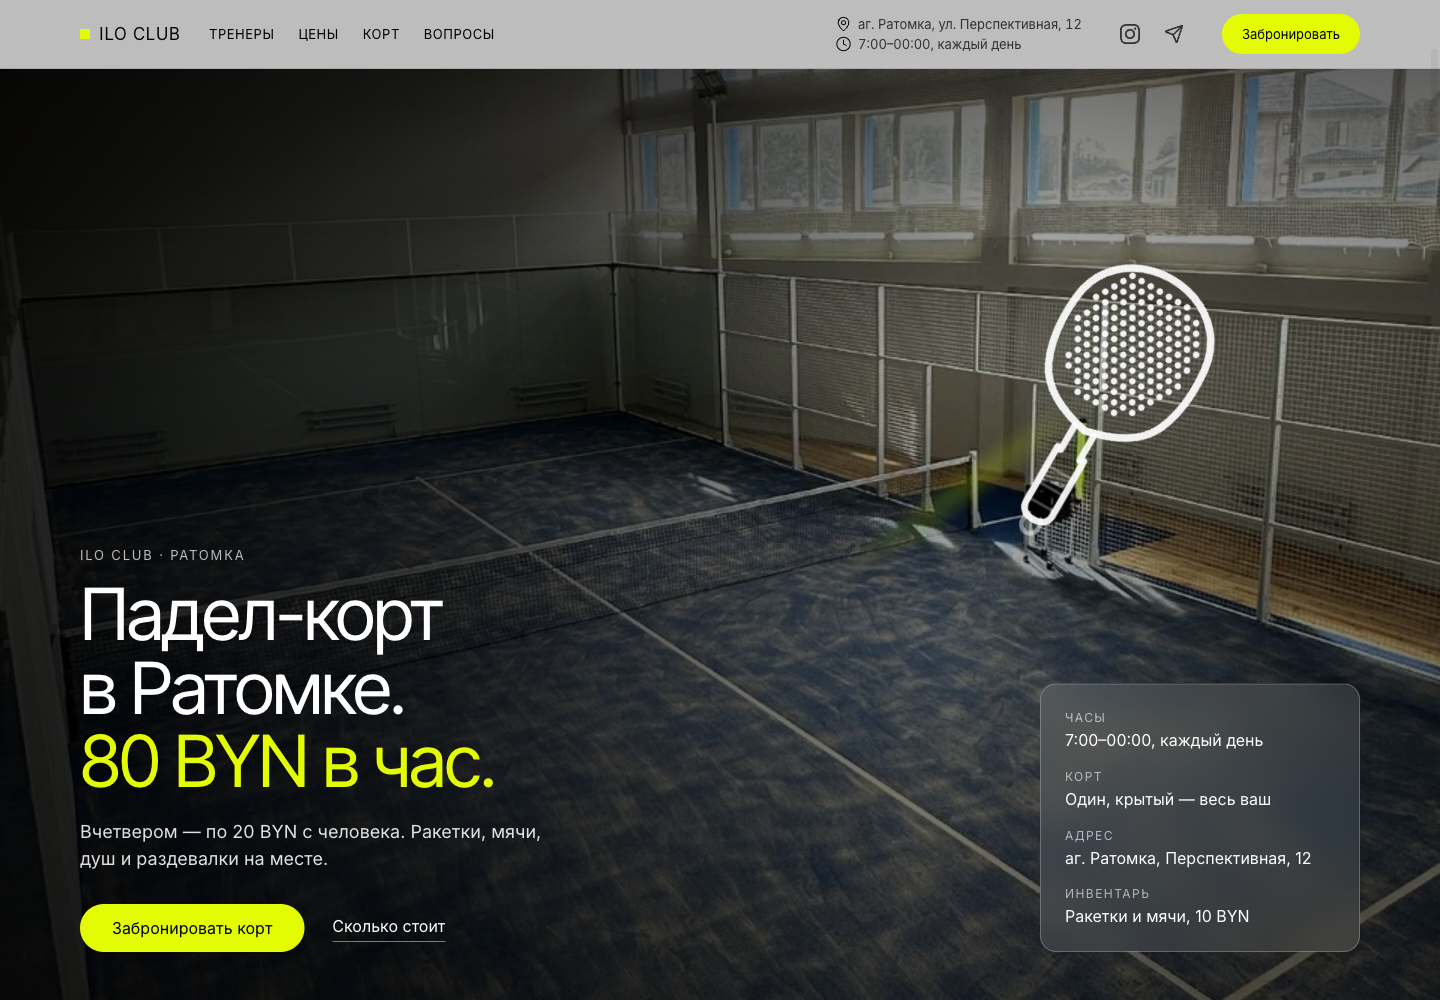 ILO CLUB
ТРЕНЕРЫ
ЦЕНЫ
КОРТ
ВОПРОСЫ
аг. Ратомка, ул. Перспективная, 12
7:00–00:00, каждый день
Забронировать
ILO CLUB · РАТОМКА
Падел-корт
в Ратомке.
80 BYN в час.
Вчетвером — по 20 BYN с человека. Ракетки, мячи,
душ и раздевалки на месте.
Забронировать корт
Сколько стоит
ЧАСЫ
7:00–00:00, каждый день
КОРТ
Один, крытый — весь ваш
АДРЕС
аг. Ратомка, Перспективная, 12
ИНВЕНТАРЬ
Ракетки и мячи, 10 BYN